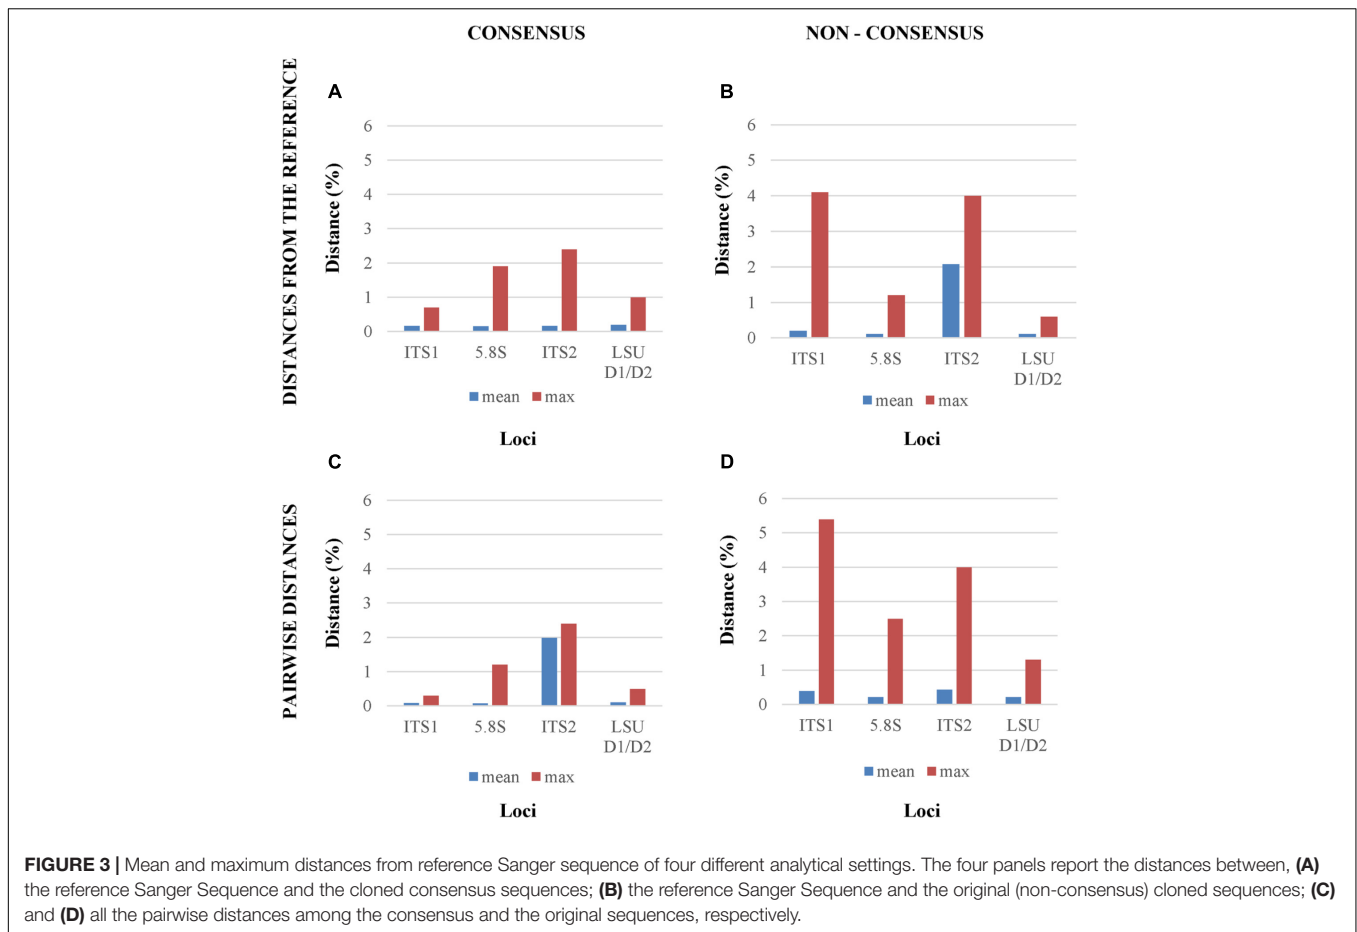 CONSENSUS
NON - CONSENSUS
DISTANCES FROM THE REFERENCE
A
6
5
4
3
2
1
0
Distance (%)
ITS1 5.8S ITS2 LSU
D1/D2
mean max
Loci
B
6
5
4
3
2
1
0
Distance (%)
ITS1 5.8S ITS2 LSU
D1/D2
mean max
Loci
PAIRWISE DISTANCES
C
6
5
4
3
2
1
0
Distance (%)
ITS1 5.8S ITS2 LSU
D1/D2
mean max
Loci
D
6
5
4
3
2
1
0
Distance (%)
ITS1 5.8S ITS2 LSU
D1/D2
mean max
Loci
FIGURE 3 | Mean and maximum distances from reference Sanger sequence of four different analytical settings. The four panels report the distances between, (A)
the reference Sanger Sequence and the cloned consensus sequences; (B) the reference Sanger Sequence and the original (non-consensus) cloned sequences; (C)
and (D) all the pairwise distances among the consensus and the original sequences, respectively.